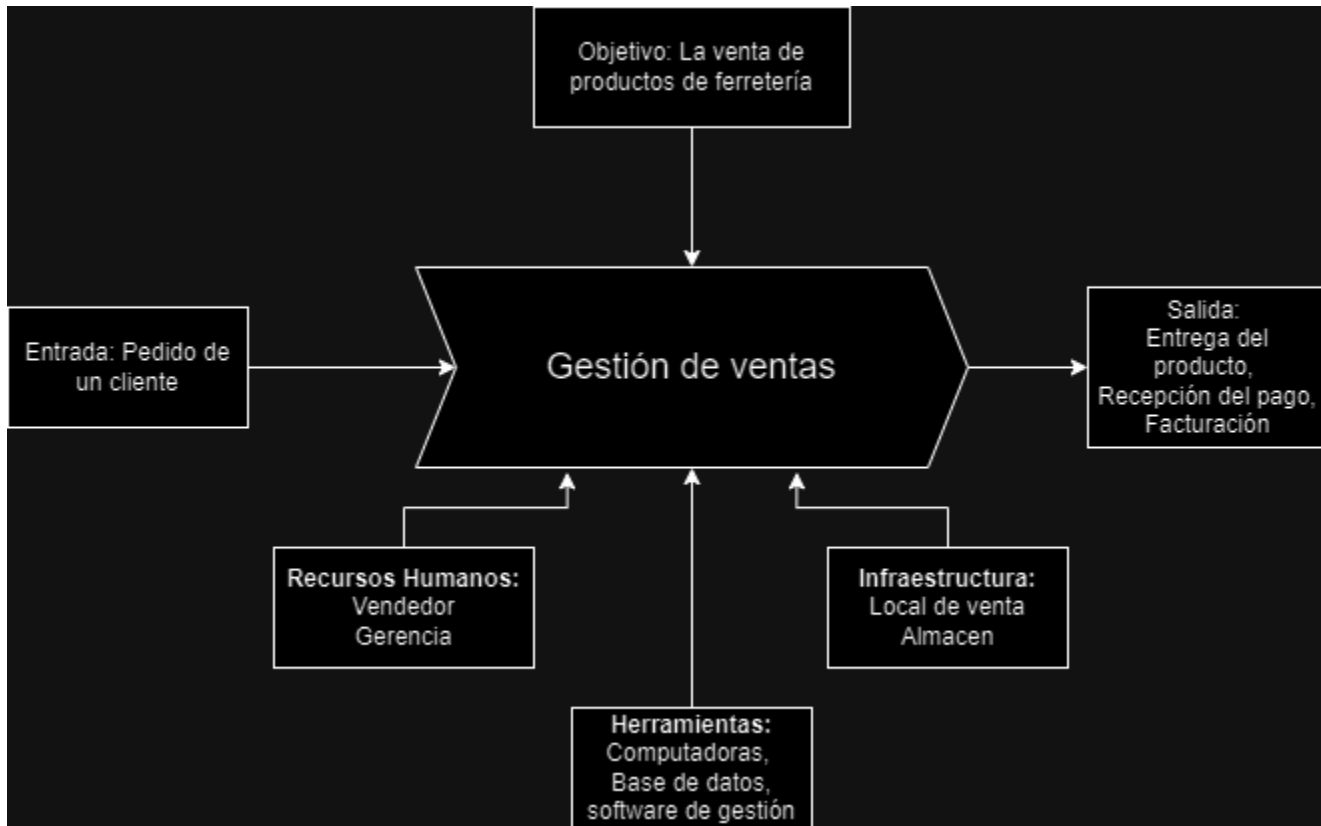 Objetivo: La venta de
productos de ferretería
Entrada: Pedido de
un cliente
Gestión de ventas
Salida:
Entrega del
producto,
Recepción del pago,
Facturación
Recursos Humanos:
Vendedor
Gerencia
Infraestructura:
Local de venta
Almacen
Herramientas:
Computadoras,
Base de datos,
software de gestión